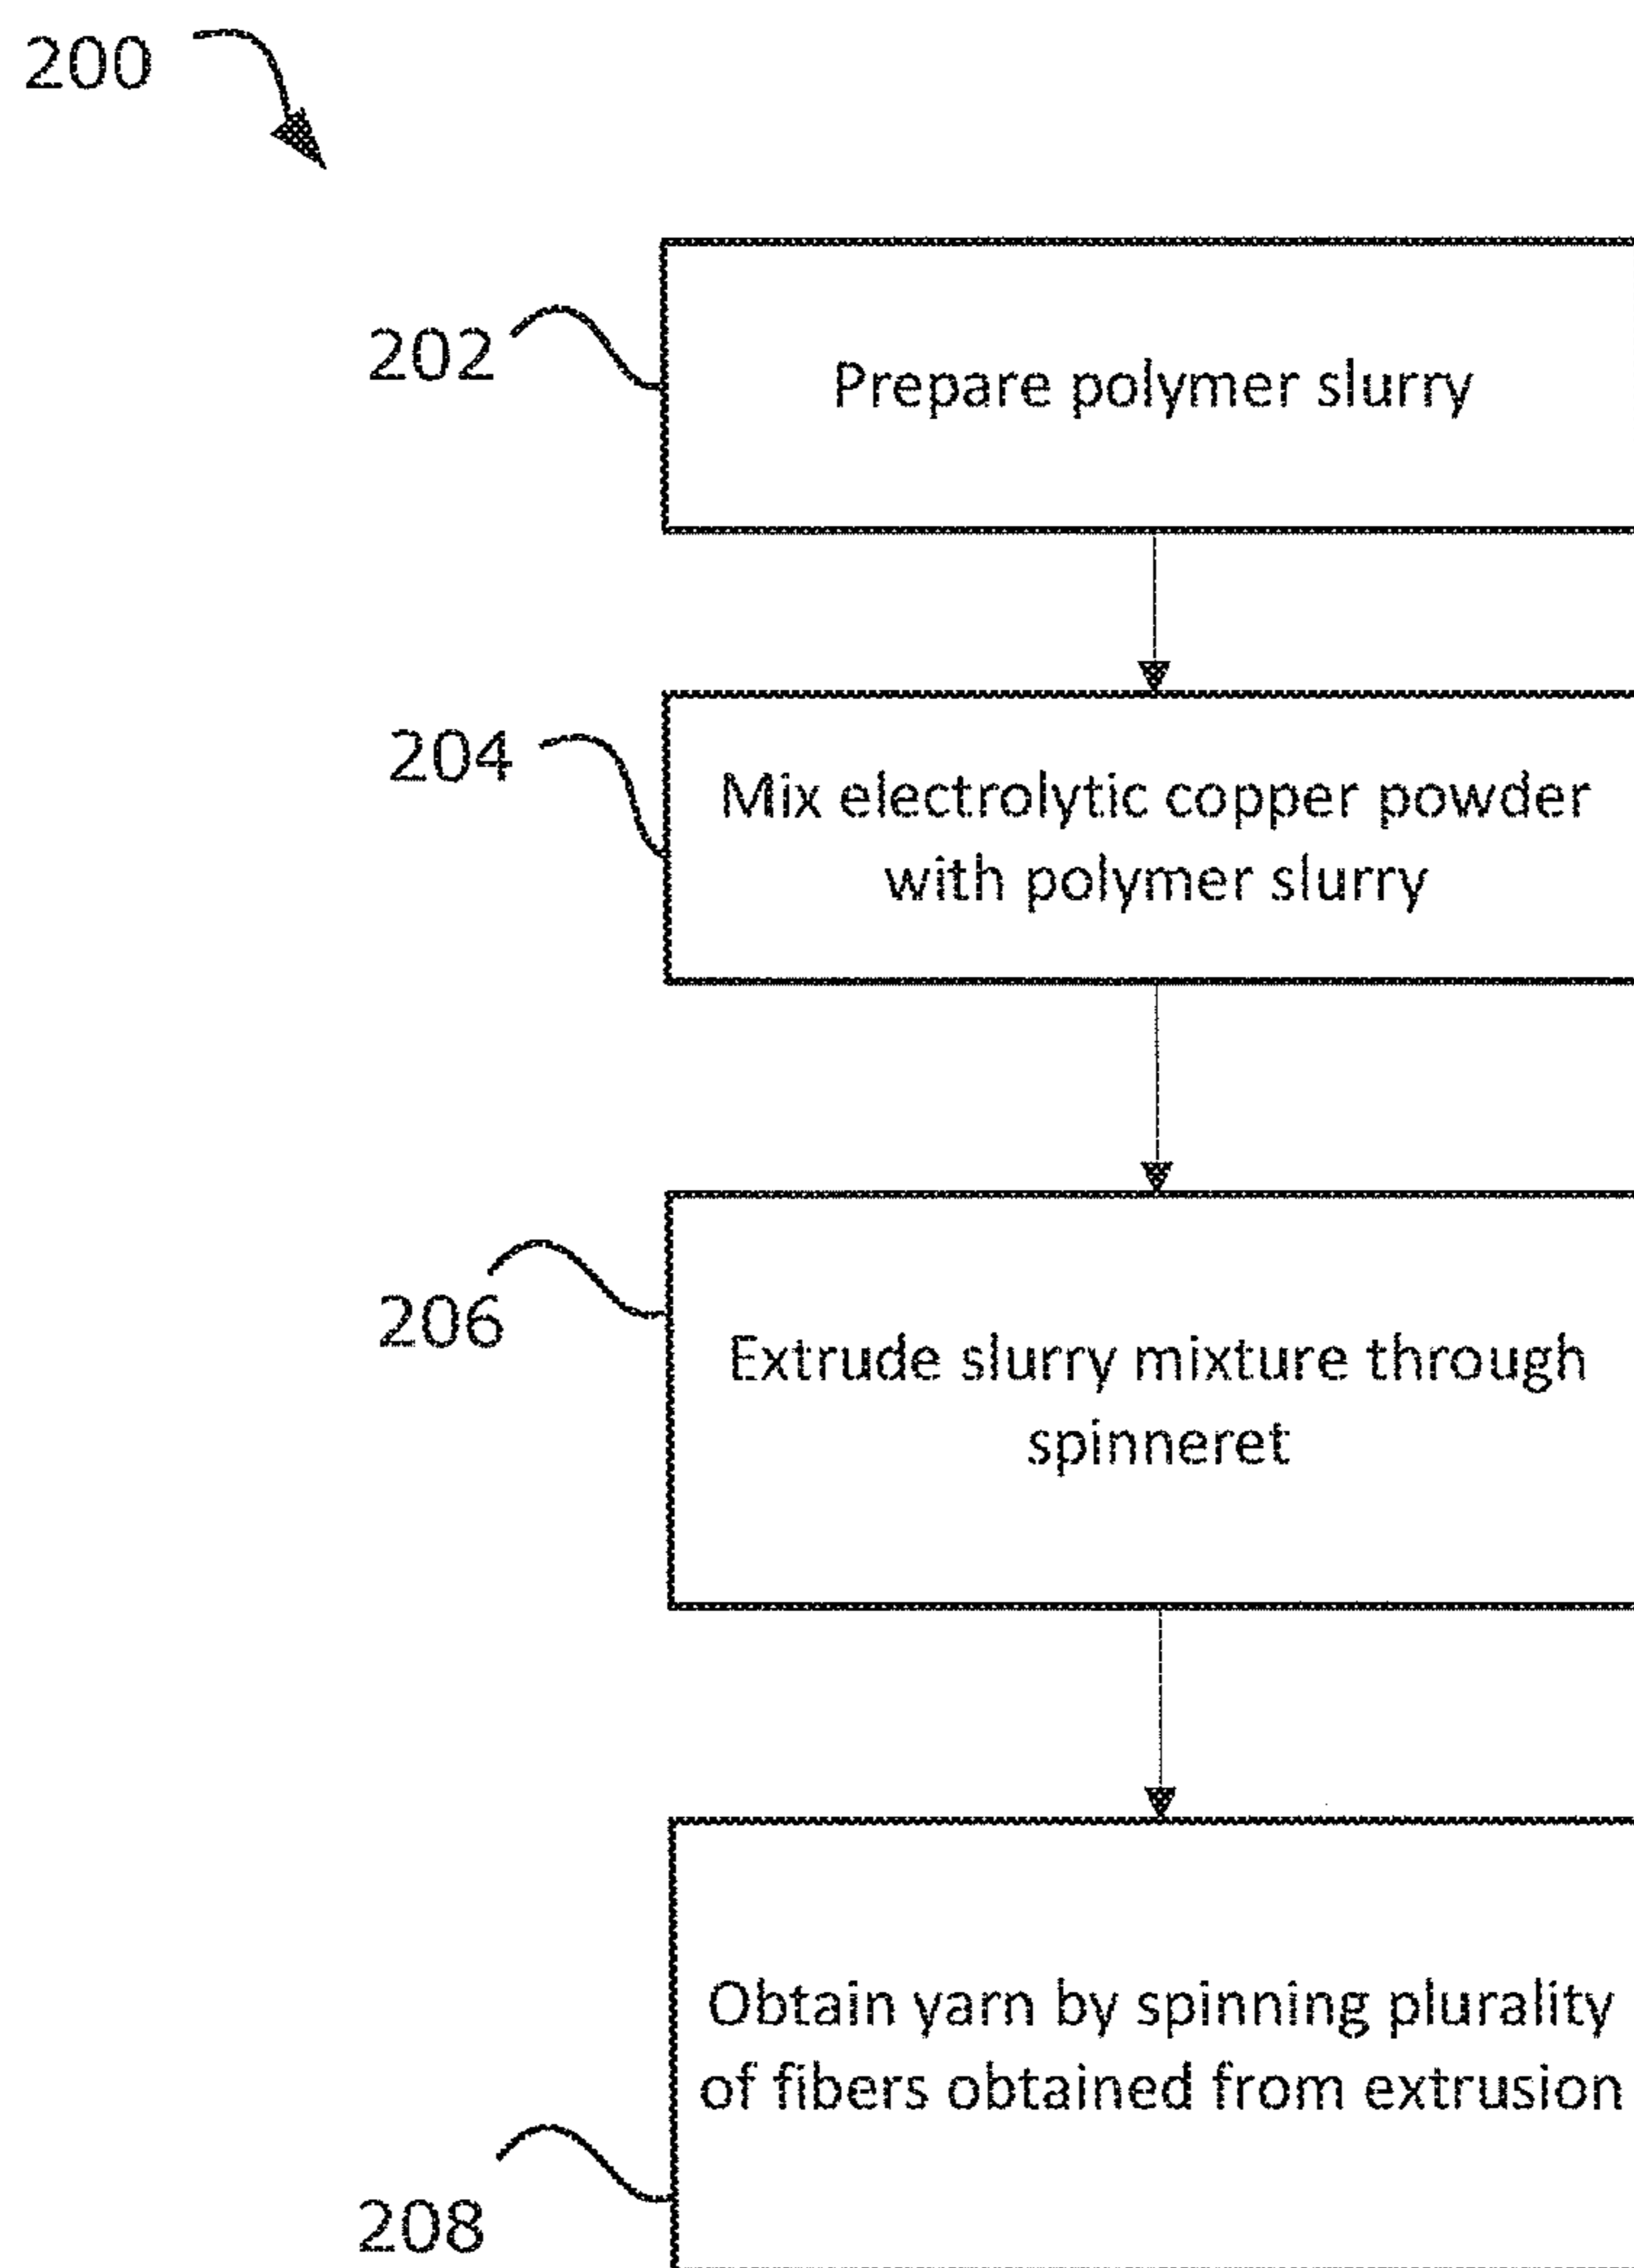 200
202
Prepare polymer slurry
204
Mix electrolytic copper powder
with polymer slurry
206
Extrude slurry mixture through
spinneret
Obtain yarn by spinning plurality
of fibers obtained from extrusion
208